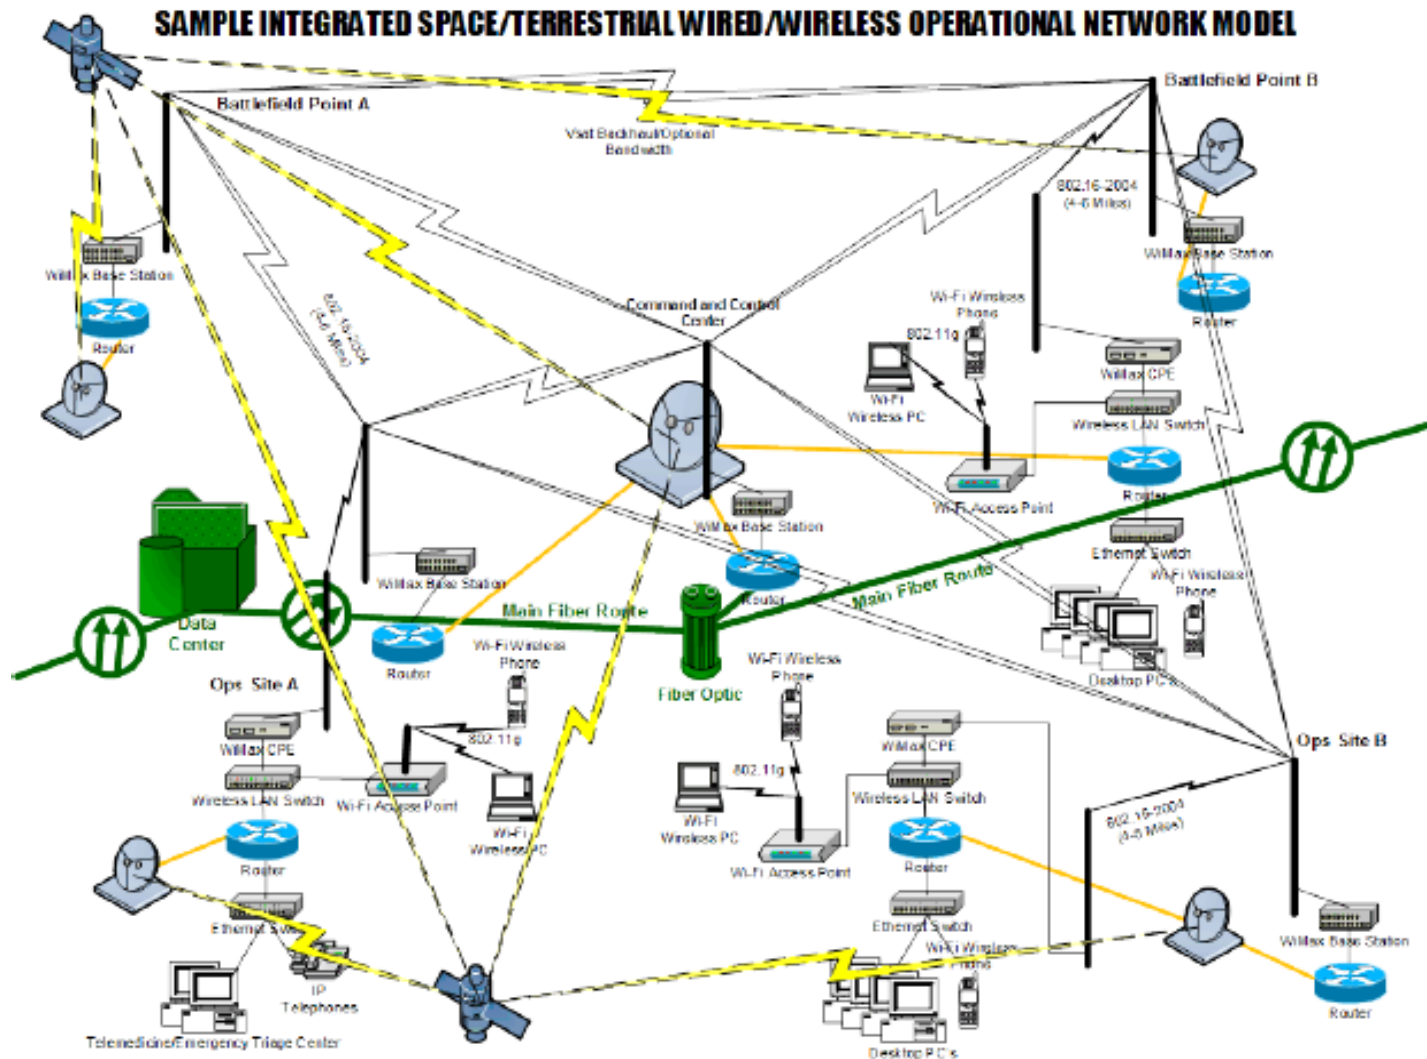 SAMPLE INTEGRATED SPACE/TERRESTRIAL WIRED/WIRELESS OPERATIONAL NETWORK MODEL
Battlefield Point A
Battlefield Point B
Vsat Backhaul/Optional
Bandwidth
802.16-2004
(4-6 Miles)
WiMax Base Station
Router
WiMax Base Station
Router
802.16-2004
(4-6 Miles)
Command and Control
Center
Wi-Fi Wireless
Phone
802.11g
Wi-Fi
Wireless PC
WiMax CPE
Wireless LAN Switch
Router
Wi-Fi Access Point
Ethernet Switch
Wi-Fi Wireless
Phone
Desktop PC's
WiMax Base Station
Router
WiMax Base Station
Router
Main Fiber Route
Main Fiber Route
Data
Center
Fiber Optic
Ops Site A
Wi-Fi Wireless
Phone
802.11g
WiMax CPE
Wireless LAN Switch
Wi-Fi Access Point
Wi-Fi
Wireless PC
Router
Ethernet Switch
IP
Telephones
Telemedicine/Emergency Triage Center
Wi-Fi Wireless
Phone
802.11g
Wi-Fi
Wireless PC
Wi-Fi Access Point
WiMax CPE
Wireless LAN Switch
Router
Ethernet Switch
Wi-Fi Wireless
Phone
Desktop PC's
Ops Site B
802.16-2004
(4-6 Miles)
WiMax Base Station
Router